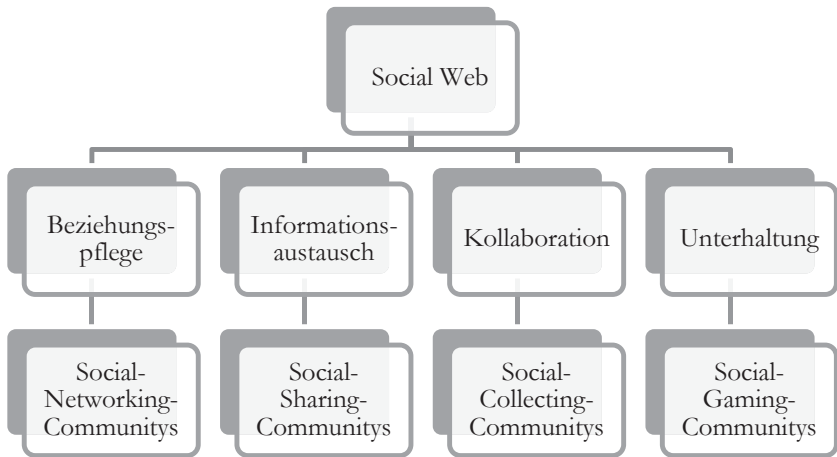 Social Web
Beziehungs-
pflege
Informations-
austausch
Kollaboration
Unterhaltung
Social-
Networking-
Communitys
Social-
Sharing-
Communitys
Social-
Collecting-
Communitys
Social-
Gaming-
Communitys